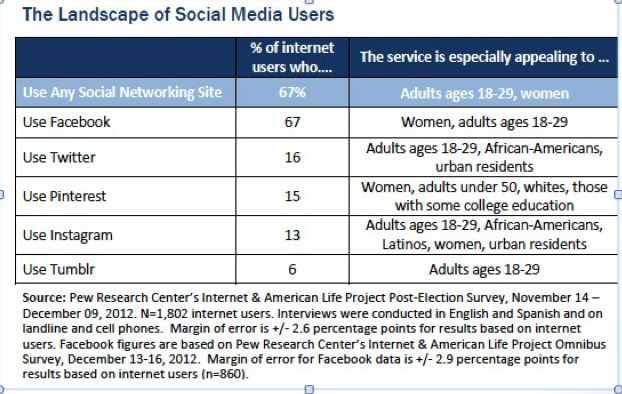 The Landscape of Social Media Users
% of internet
users who....
The service is especially appealing to ...
Use Any Social Networking Site 67% Adults ages 18-29, women
Use Facebook 67 Women, adults ages 18-29
Use Twitter 16 Adults ages 18-29, African-Americans,
urban residents
Use Pinterest 15 Women, adults under 50, whites, those
with some college education
Use Instagram 13 Adults ages 18-29, African-Americans,
Latinos, women, urban residents
Use Tumblr 6 Adults ages 18-29
Source: Pew Research Center's Internet & American Life Project Post-Election Survey, November 14 –
December 09, 2012. N=1,802 internet users. Interviews were conducted in English and Spanish and on
landline and cell phones. Margin of error is +/- 2.6 percentage points for results based on internet
users. Facebook figures are based on Pew Research Center's Internet & American Life Project Omnibus
Survey, December 13-16, 2012. Margin of error for Facebook data is +/- 2.9 percentage points for
results based on internet users (n=860).